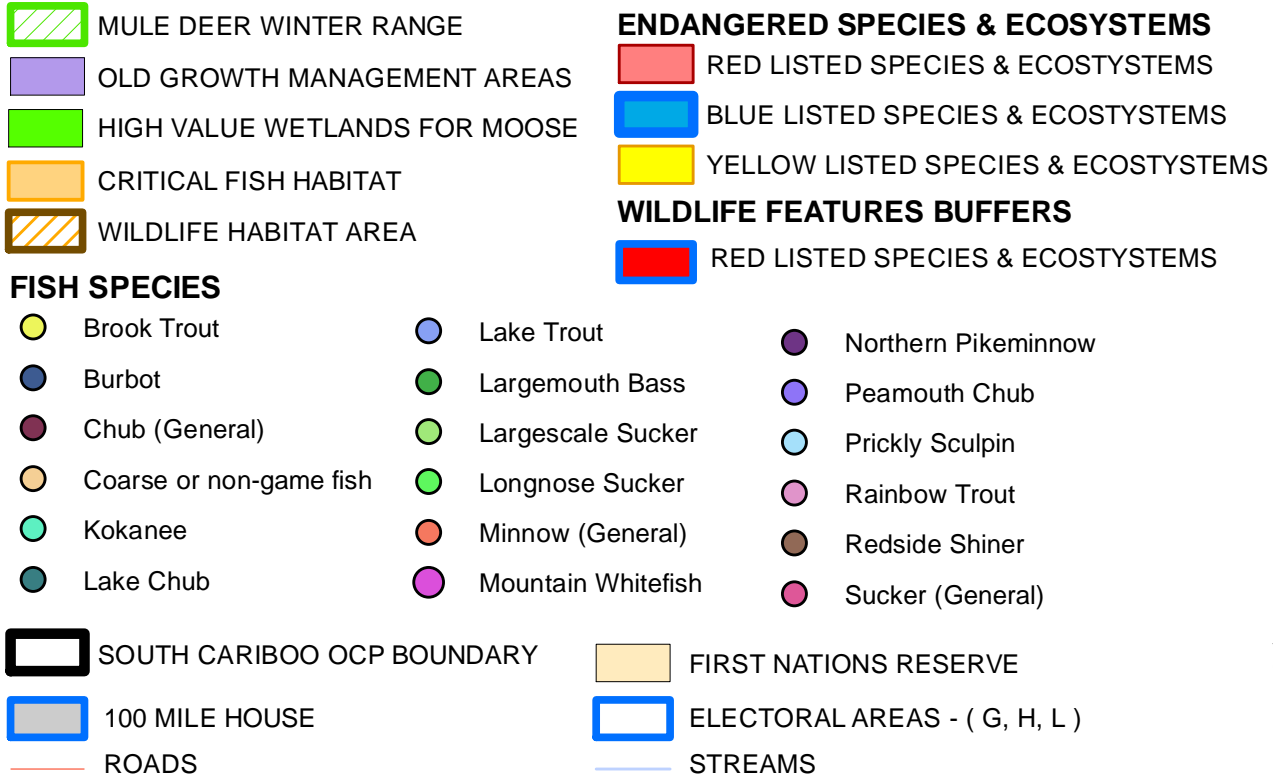 MULE DEER WINTER RANGE
OLD GROWTH MANAGEMENT AREAS
HIGH VALUE WETLANDS FOR MOOSE
CRITICAL FISH HABITAT
WILDLIFE HABITAT AREA
ENDANGERED SPECIES & ECOSYSTEMS
RED LISTED SPECIES & ECOSTYSTEMS
BLUE LISTED SPECIES & ECOSTYSTEMS
YELLOW LISTED SPECIES & ECOSTYSTEMS
WILDLIFE FEATURES BUFFERS
RED LISTED SPECIES & ECOSTYSTEMS
FISH SPECIES
Brook Trout
Burbot
Chub (General)
Coarse or non-game fish
Kokanee
Lake Chub
Lake Trout
Largemouth Bass
Largescale Sucker
Longnose Sucker
Minnow (General)
Mountain Whitefish
Northern Pikeminnow
Peamouth Chub
Prickly Sculpin
Rainbow Trout
Redside Shiner
Sucker (General)
SOUTH CARIBOO OCP BOUNDARY
100 MILE HOUSE
ROADS
FIRST NATIONS RESERVE
ELECTORAL AREAS - ( G, H, L )
STREAMS